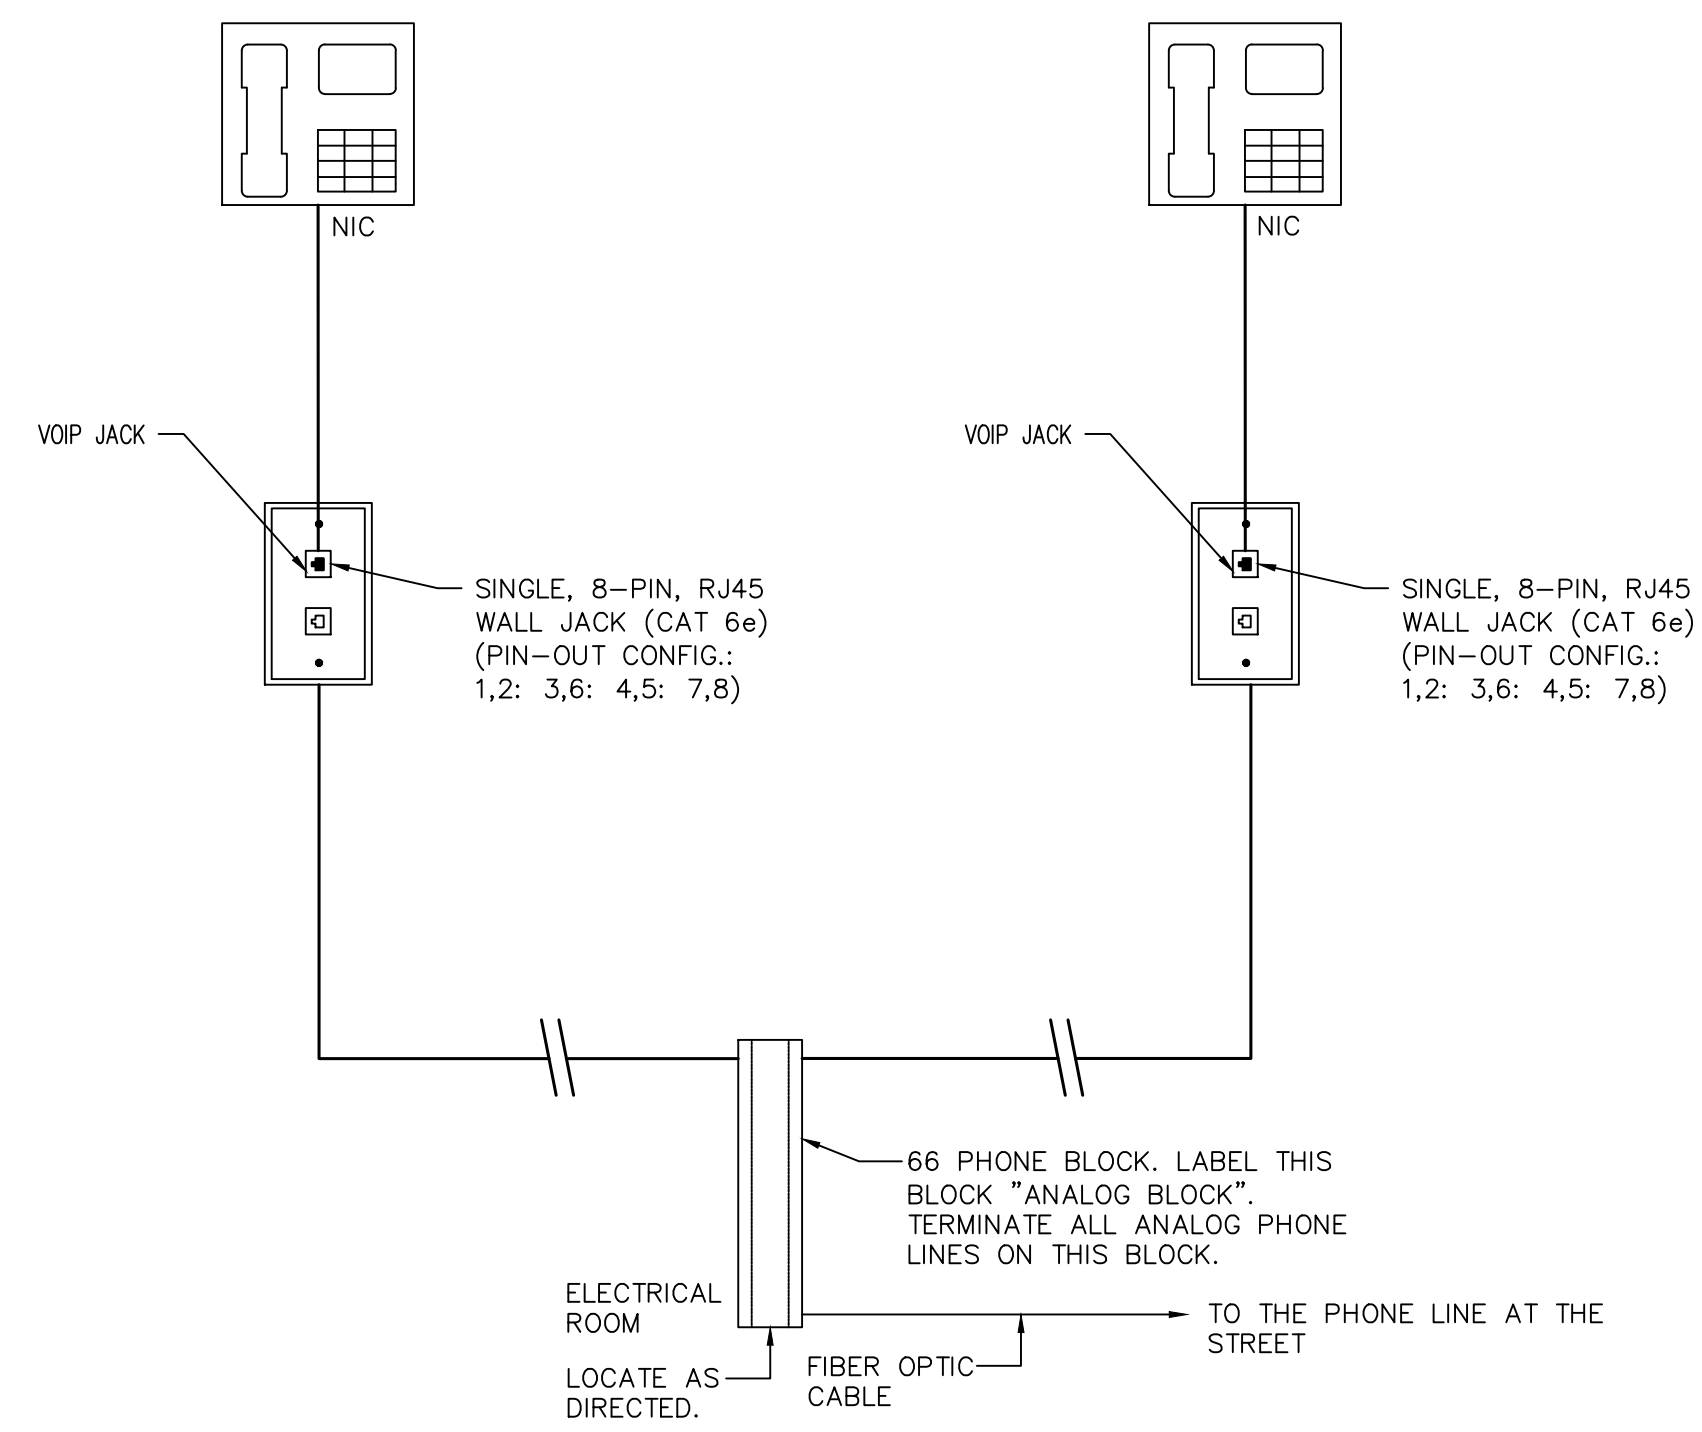 NIC
NIC
VOIP JACK
VOIP JACK
SINGLE, 8-PIN, RJ45
WALL JACK (CAT 6e)
(PIN-OUT CONFIG.:
1,2: 3,6: 4,5: 7,8)
SINGLE, 8-PIN, RJ45
WALL JACK (CAT 6e)
(PIN-OUT CONFIG.:
1,2: 3,6: 4,5: 7,8)
66 PHONE BLOCK. LABEL THIS
BLOCK "ANALOG BLOCK".
TERMINATE ALL ANALOG PHONE
LINES ON THIS BLOCK.
ELECTRICAL
ROOM
LOCATE AS
DIRECTED.
FIBER OPTIC
CABLE
TO THE PHONE LINE AT THE
STREET